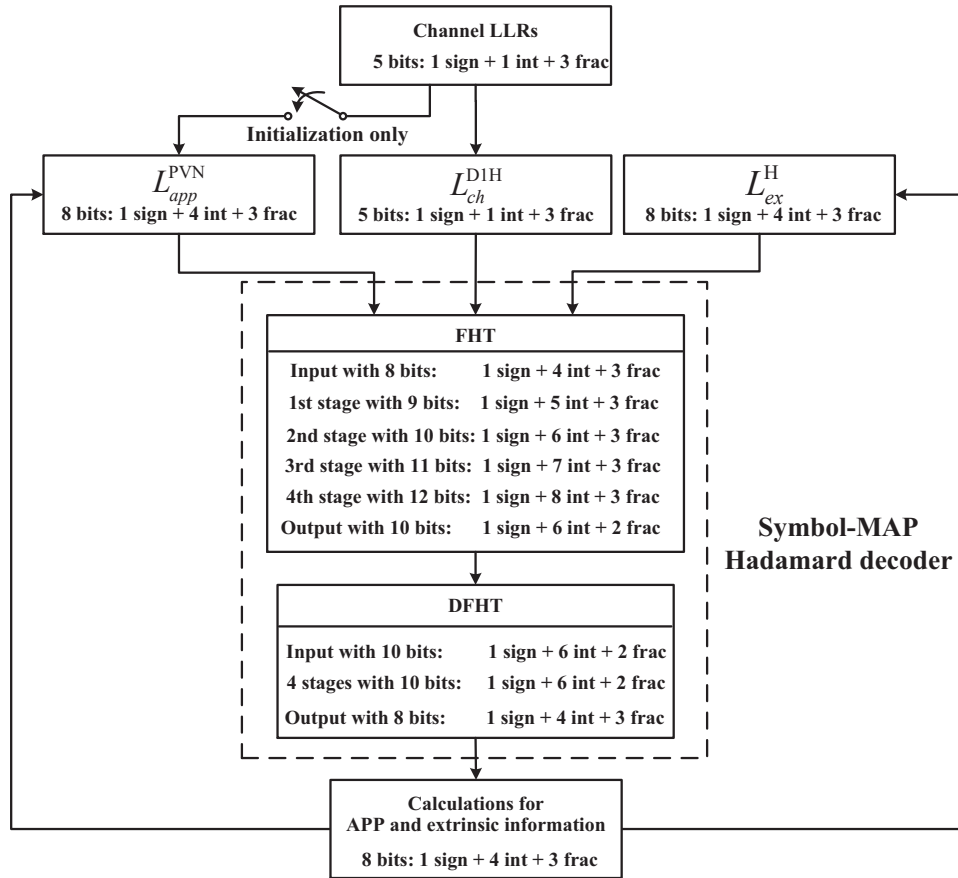 Channel LLRs
5 bits: 1 sign + 1 int + 3 frac
Initialization only
L_{app}^{PVN}
8 bits: 1 sign + 4 int + 3 frac
L_{ch}^{D1H}
5 bits: 1 sign + 1 int + 3 frac
L_{ex}^{H}
8 bits: 1 sign + 4 int + 3 frac
FHT
Input with 8 bits: 1 sign + 4 int + 3 frac
1st stage with 9 bits: 1 sign + 5 int + 3 frac
2nd stage with 10 bits: 1 sign + 6 int + 3 frac
3rd stage with 11 bits: 1 sign + 7 int + 3 frac
4th stage with 12 bits: 1 sign + 8 int + 3 frac
Output with 10 bits: 1 sign + 6 int + 2 frac
Symbol-MAP
Hadamard decoder
DFHT
Input with 10 bits: 1 sign + 6 int + 2 frac
4 stages with 10 bits: 1 sign + 6 int + 2 frac
Output with 8 bits: 1 sign + 4 int + 3 frac
Calculations for
APP and extrinsic information
8 bits: 1 sign + 4 int + 3 frac